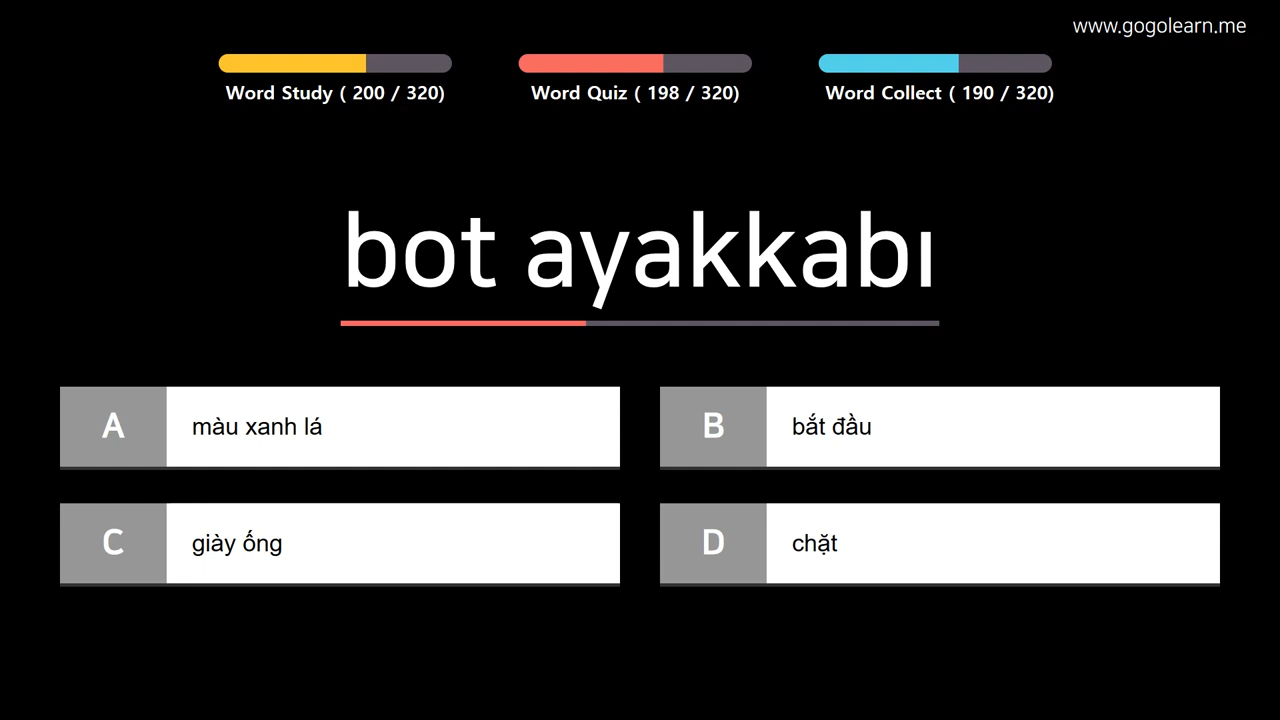 www.gogolearn.me
Word Study ( 200 / 320)
Word Quiz ( 198 / 320)
Word Collect ( 190 / 320)
bot ayakkabı
A màu xanh lá
B bắt đầu
C giày ống
D chặt